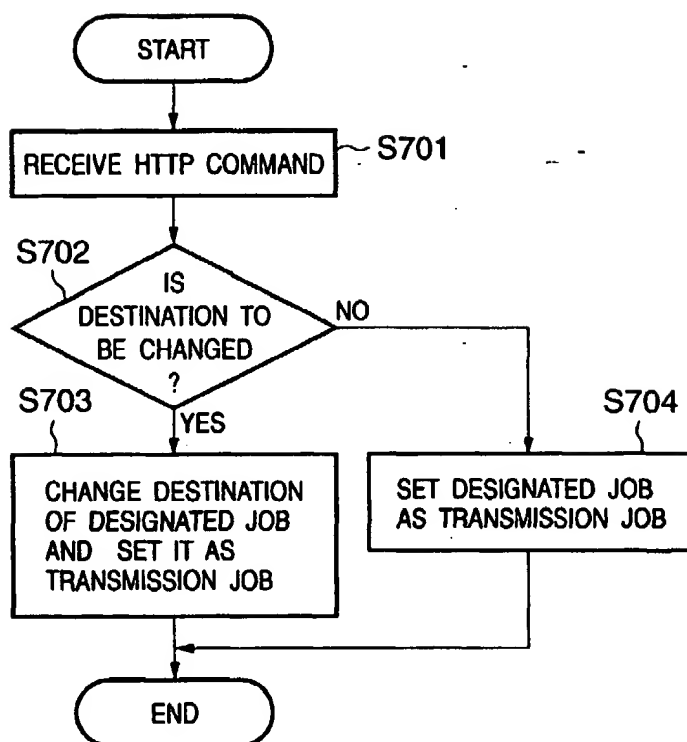 START
RECEIVE HTTP COMMAND
S701
S702
IS
DESTINATION TO
BE CHANGED
?
NO
YES
S703
CHANGE DESTINATION
OF DESIGNATED JOB
AND SET IT AS
TRANSMISSION JOB
S704
SET DESIGNATED JOB
AS TRANSMISSION JOB
END